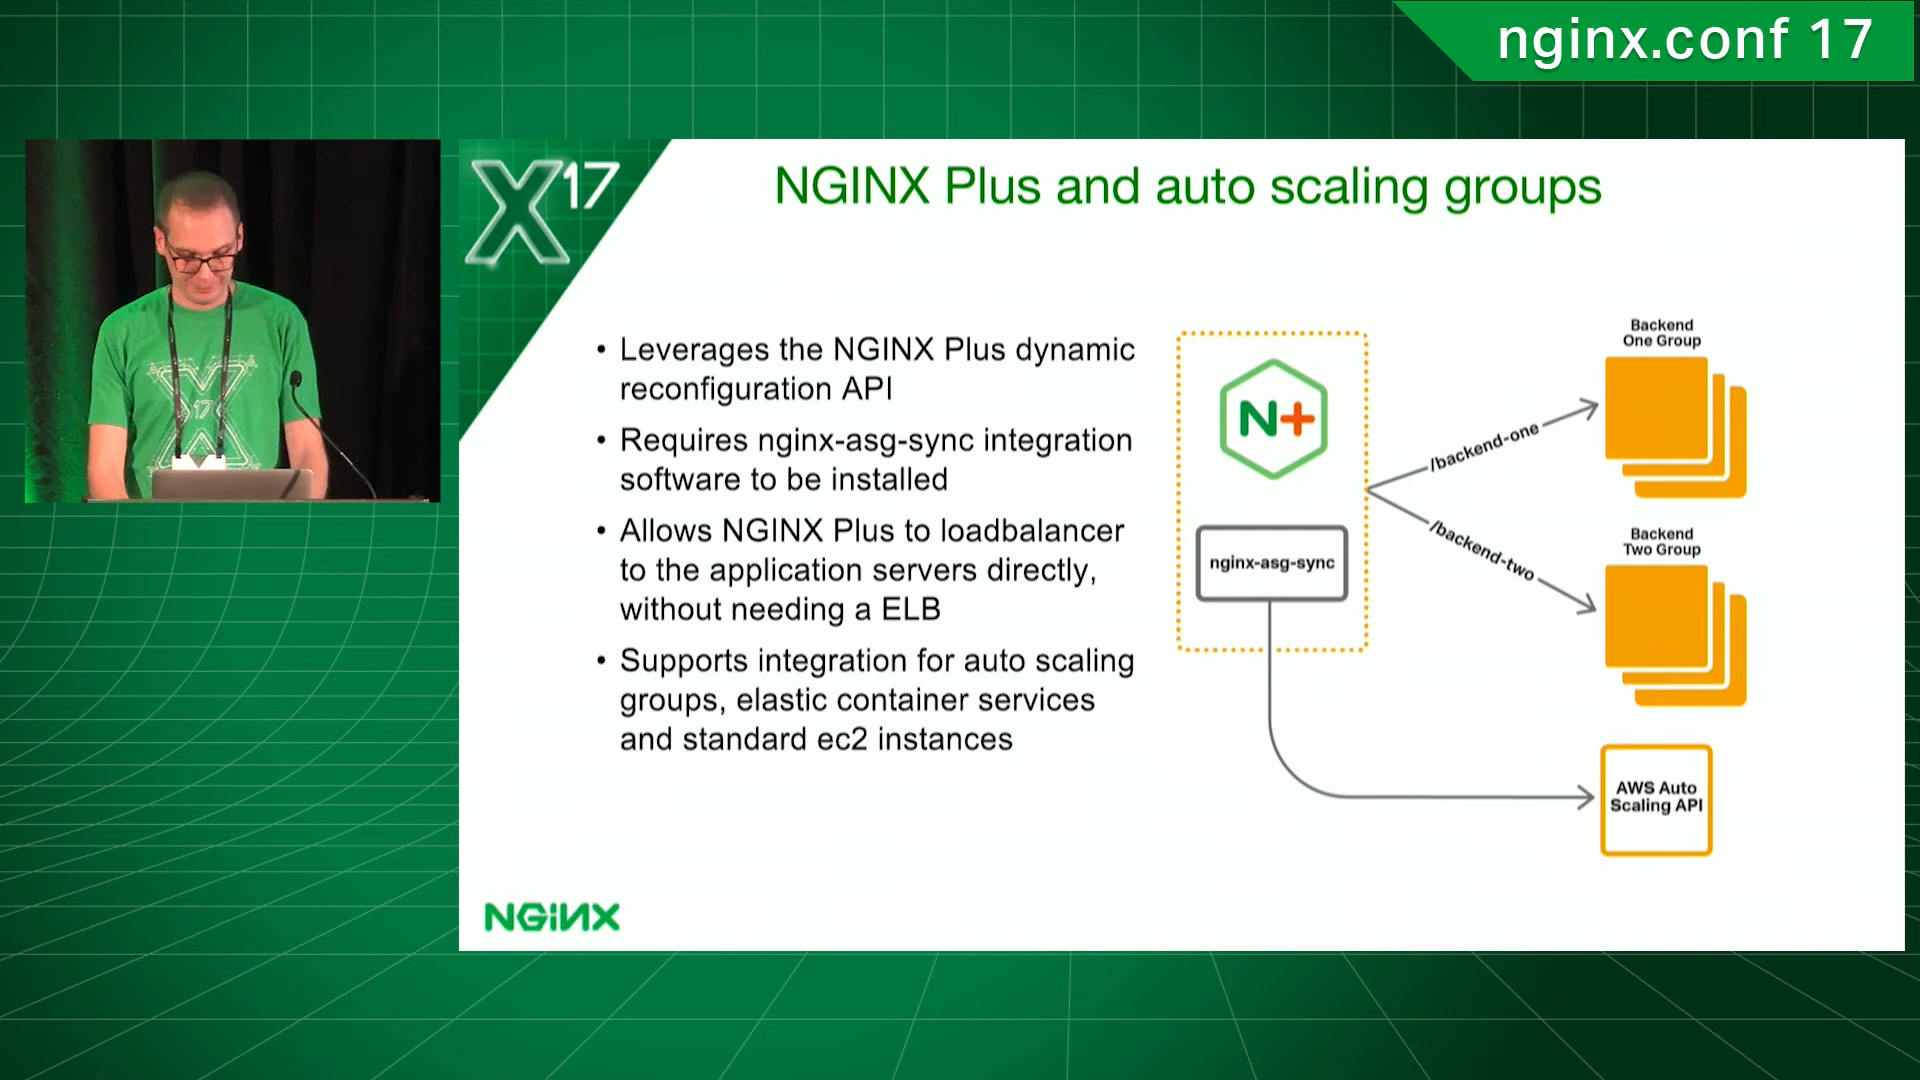 nginx.conf 17
X17
NGINX Plus and auto scaling groups
• Leverages the NGINX Plus dynamic
reconfiguration API
• Requires nginx-asg-sync integration
software to be installed
• Allows NGINX Plus to loadbalancer
to the application servers directly,
without needing a ELB
• Supports integration for auto scaling
groups, elastic container services
and standard ec2 instances
N+
nginx-asg-sync
/backend-one
/backend-two
Backend
One Group
Backend
Two Group
AWS Auto
Scaling API
NGiNX
X
17